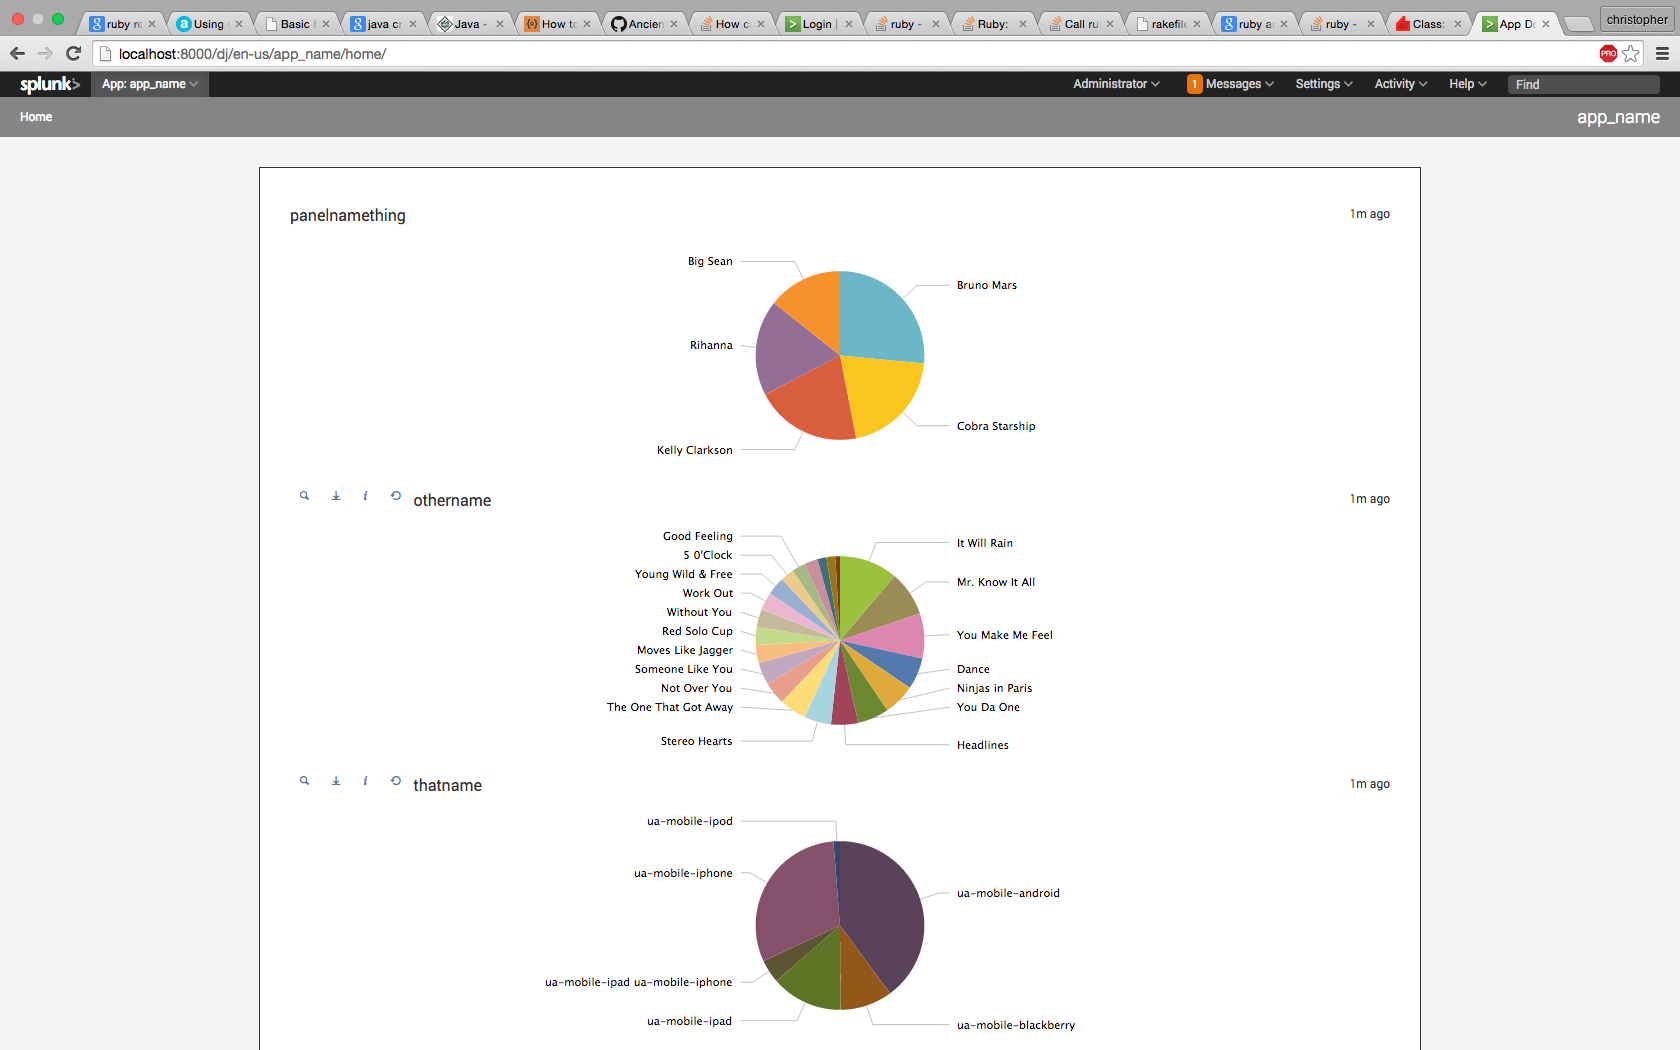 ruby re
Using
Basic
java cr
Java -
How to
Ancien
How ca
Login |
ruby -
Ruby:
Call ru
rakefile
ruby a
ruby -
Class:
App Do
christopher
localhost:8000/dj/en-us/app_name/home/
PRO
splunk>
App: app_name
Administrator
1 Messages
Settings
Activity
Help
Find
Home
app_name
panelnamething
1m ago
Big Sean
Bruno Mars
Rihanna
Cobra Starship
Kelly Clarkson
othername
1m ago
Good Feeling
It Will Rain
5 O'Clock
Young Wild & Free
Mr. Know It All
Work Out
Without You
Red Solo Cup
You Make Me Feel
Moves Like Jagger
Someone Like You
Dance
Not Over You
Ninjas in Paris
The One That Got Away
You Da One
Stereo Hearts
Headlines
thatname
1m ago
ua-mobile-ipod
ua-mobile-iphone
ua-mobile-android
ua-mobile-ipad ua-mobile-iphone
ua-mobile-ipad
ua-mobile-blackberry